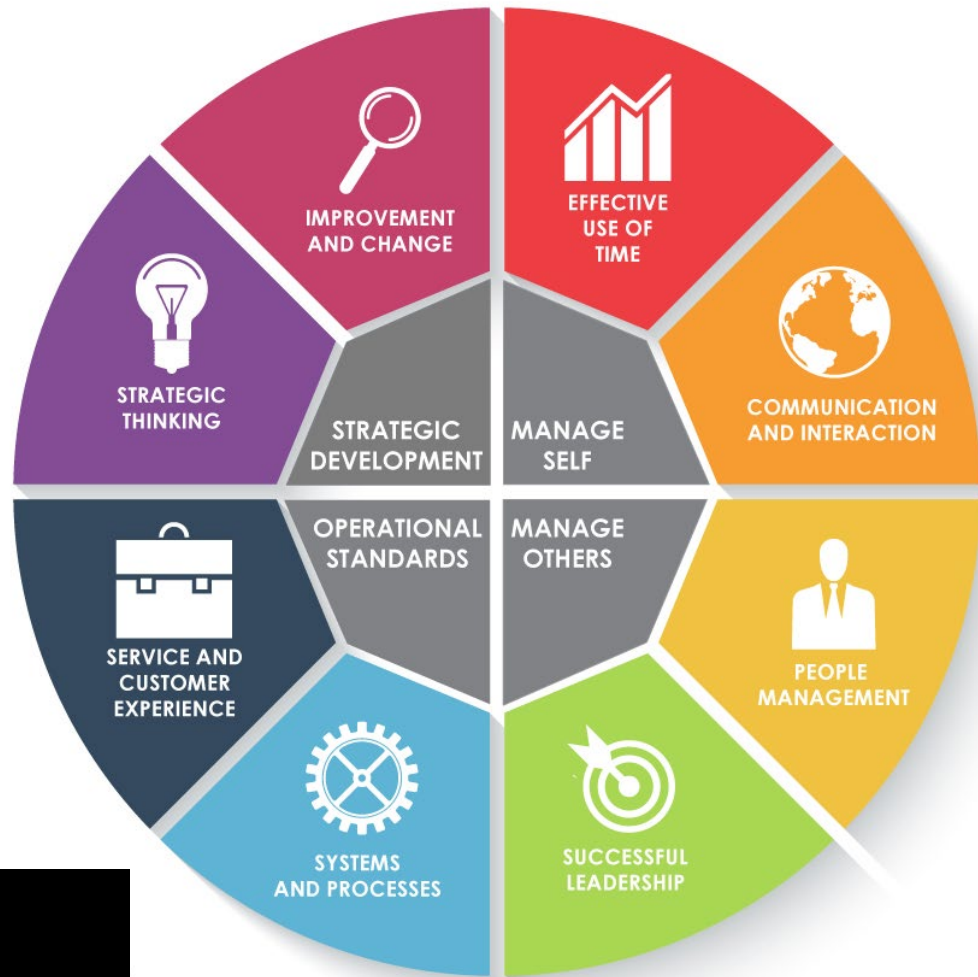 IMPROVEMENT
AND CHANGE
EFFECTIVE
USE OF
TIME
STRATEGIC
THINKING
COMMUNICATION
AND INTERACTION
STRATEGIC
DEVELOPMENT
MANAGE
SELF
OPERATIONAL
STANDARDS
MANAGE
OTHERS
SERVICE AND
CUSTOMER
EXPERIENCE
PEOPLE
MANAGEMENT
SYSTEMS
AND PROCESSES
SUCCESSFUL
LEADERSHIP